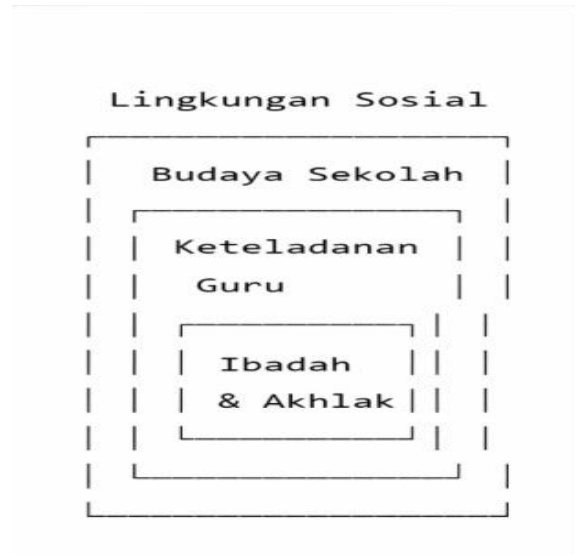 Lingkungan Sosial
Budaya Sekolah
Keteladanan
Guru
Ibadah
& Akhlak